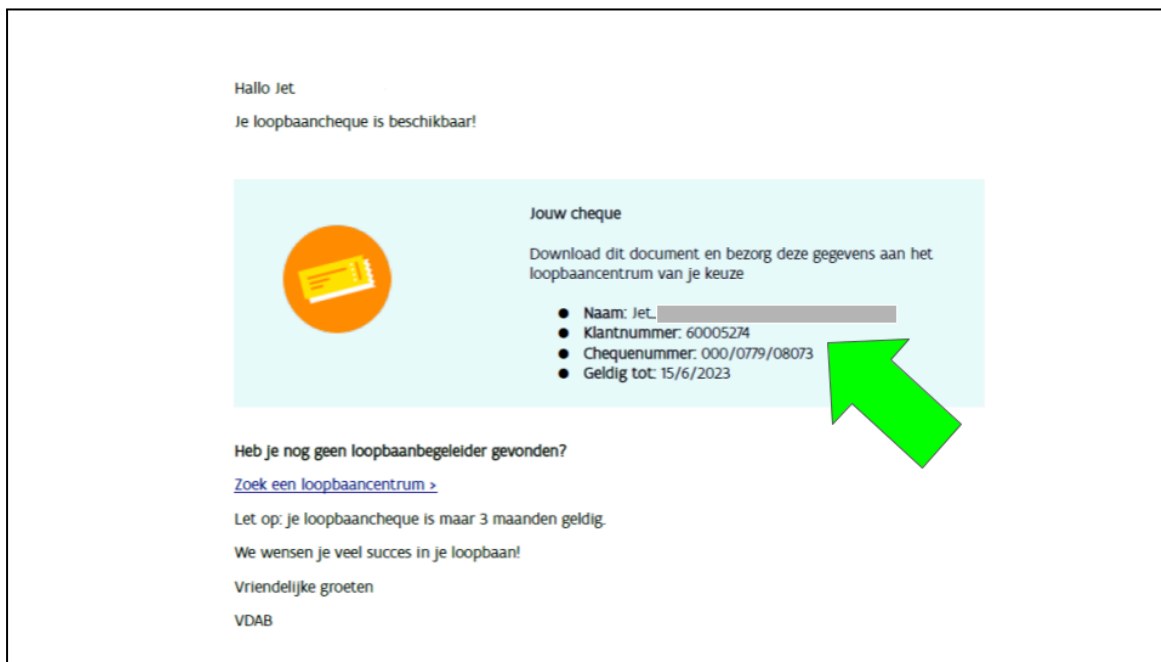 Hallo Jet
Je loopbaancheque is beschikbaar!
Jouw cheque
Download dit document en bezorg deze gegevens aan het
loopbaancentrum van je keuze
● Naam: Jet
● Klantnummer: 60005274
● Chequenummer: 000/0779/08073
● Geldig tot: 15/6/2023
Heb je nog geen loopbaanbegeleider gevonden?
Zoek een loopbaancentrum >
Let op: je loopbaancheque is maar 3 maanden geldig.
We wensen je veel succes in je loopbaan!
Vriendelijke groeten
VDAB